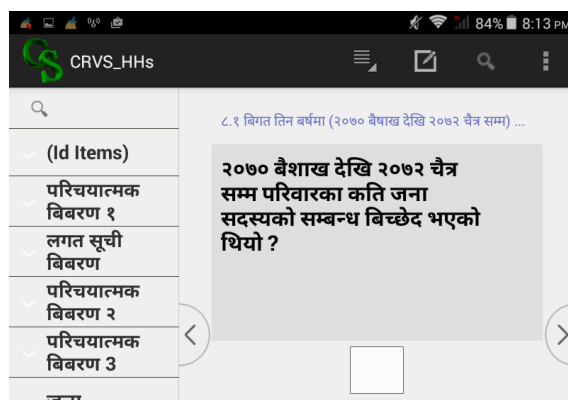 84% 8:13 PM
CRVS_HHs
८.१ बिगत तिन बर्षमा (२०७० बैषाख देखि २०७२ चैत्र सम्म) ...
(Id Items)
परिचयात्मक
बिबरण १
लगत सूची
बिबरण
परिचयात्मक
बिबरण २
परिचयात्मक
बिबरण 3
२०७० बैशाख देखि २०७२ चैत्र
सम्म परिवारका कति जना
सदस्यको सम्बन्ध बिच्छेद भएको
थियो ?